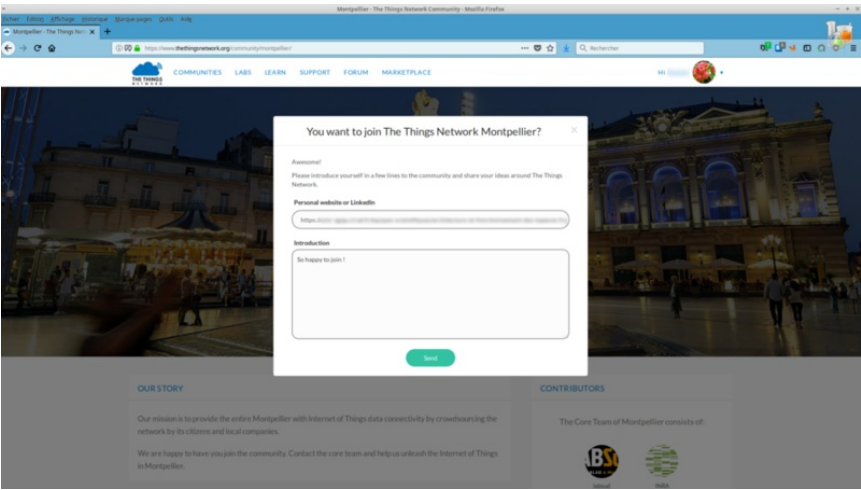 Montpellier - The Things Network Community - Mozilla Firefox
Fichier Edition Affichage Historique Marque-pages Outils Aide
Montpellier - The Things Net
https://www.thethingsnetwork.org/community/montpellier/
Rechercher
THE THINGS
NETWORK
COMMUNITIES LABS LEARN SUPPORT FORUM MARKETPLACE
HI
You want to join The Things Network Montpellier?
Awesome!
Please introduce yourself in a few lines to the community and share your ideas around The Things
Network.
Personal website or LinkedIn
https:/
Introduction
So happy to join !
Send
OUR STORY
Our mission is to provide the entire Montpellier with Internet of Things data connectivity by crowdsourcing the
network by its citizens and local companies.
We are happy to have you join the community. Contact the core team and help us unleash the Internet of Things
in Montpellier.
CONTRIBUTORS
The Core Team of Montpellier consists of:
INRA